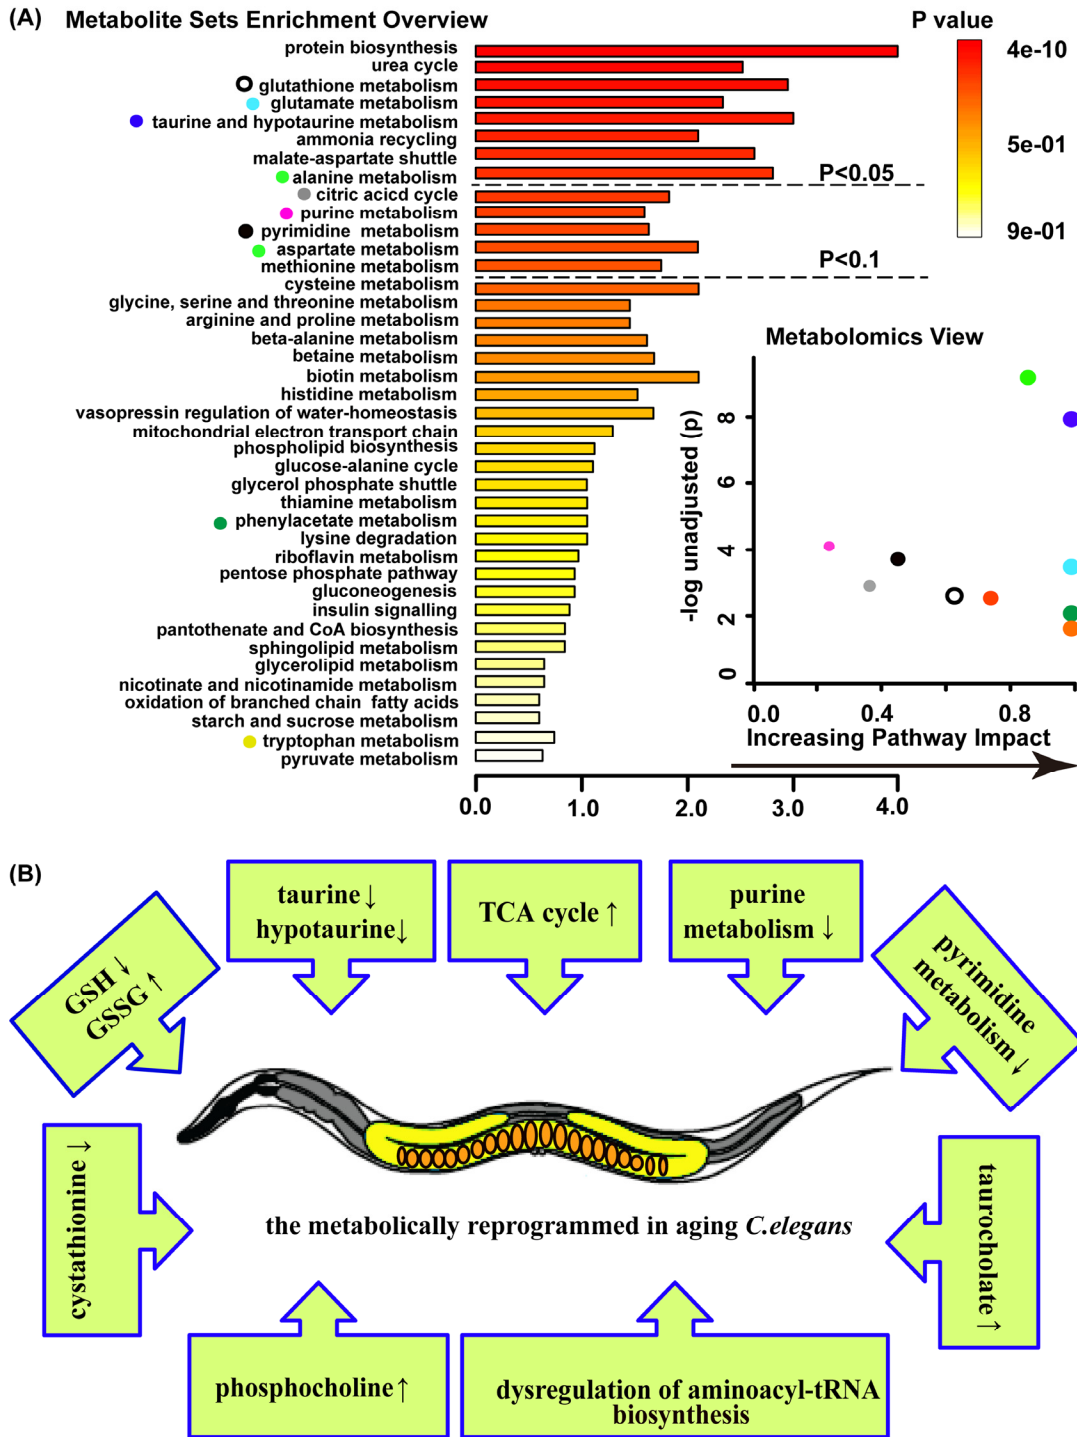 (A) Metabolite Sets Enrichment Overview
P value
protein biosynthesis
urea cycle
glutathione metabolism
glutamate metabolism
taurine and hypotaurine metabolism
ammonia recycling
malate-aspartate shuttle
alanine metabolism
citric acicd cycle
purine metabolism
pyrimidine metabolism
aspartate metabolism
methionine metabolism
cysteine metabolism
glycine, serine and threonine metabolism
arginine and proline metabolism
beta-alanine metabolism
betaine metabolism
biotin metabolism
histidine metabolism
vasopressin regulation of water-homeostasis
mitochondrial electron transport chain
phospholipid biosynthesis
glucose-alanine cycle
glycerol phosphate shuttle
thiamine metabolism
phenylacetate metabolism
lysine degradation
riboflavin metabolism
pentose phosphate pathway
gluconeogenesis
insulin signalling
pantothenate and CoA biosynthesis
sphingolipid metabolism
glycerolipid metabolism
nicotinate and nicotinamide metabolism
oxidation of branched chain fatty acids
starch and sucrose metabolism
tryptophan metabolism
pyruvate metabolism
0.0 1.0 2.0 3.0 4.0
P<0.05
P<0.1
4e-10
5e-01
9e-01
Metabolomics View
-log unadjusted (p)
8
6
4
2
0
0.0 0.4 0.8
Increasing Pathway Impact
(B)
GSH ↓
GSSG ↑
taurine ↓
hypotaurine↓
TCA cycle ↑
purine
metabolism ↓
pyrimidine
metabolism ↓
cystathionine ↓
the metabolically reprogrammed in aging C.elegans
taurocholate ↑
phosphocholine ↑
dysregulation of aminoacyl-tRNA
biosynthesis